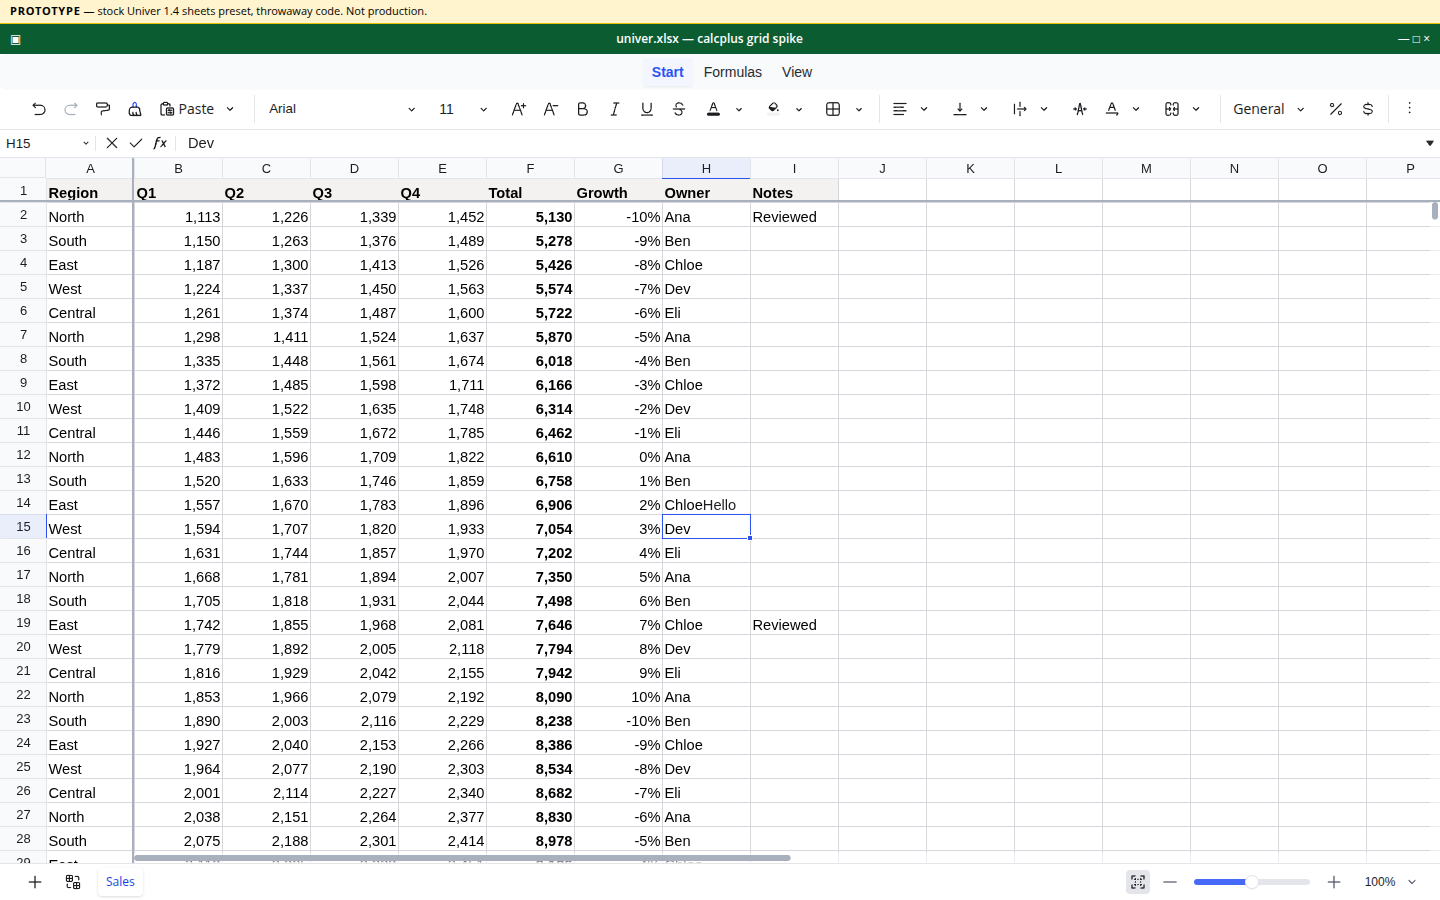 PROTOTYPE — stock Univer 1.4 sheets preset, throwaway code. Not production.
univer.xlsx — calcplus grid spike
Start Formulas View
Paste Arial 11 General
H15 Dev
A B C D E F G H I J K L M N O P
1 Region Q1 Q2 Q3 Q4 Total Growth Owner Notes
2 North 1,113 1,226 1,339 1,452 5,130 -10% Ana Reviewed
3 South 1,150 1,263 1,376 1,489 5,278 -9% Ben
4 East 1,187 1,300 1,413 1,526 5,426 -8% Chloe
5 West 1,224 1,337 1,450 1,563 5,574 -7% Dev
6 Central 1,261 1,374 1,487 1,600 5,722 -6% Eli
7 North 1,298 1,411 1,524 1,637 5,870 -5% Ana
8 South 1,335 1,448 1,561 1,674 6,018 -4% Ben
9 East 1,372 1,485 1,598 1,711 6,166 -3% Chloe
10 West 1,409 1,522 1,635 1,748 6,314 -2% Dev
11 Central 1,446 1,559 1,672 1,785 6,462 -1% Eli
12 North 1,483 1,596 1,709 1,822 6,610 0% Ana
13 South 1,520 1,633 1,746 1,859 6,758 1% Ben
14 East 1,557 1,670 1,783 1,896 6,906 2% ChloeHello
15 West 1,594 1,707 1,820 1,933 7,054 3% Dev
16 Central 1,631 1,744 1,857 1,970 7,202 4% Eli
17 North 1,668 1,781 1,894 2,007 7,350 5% Ana
18 South 1,705 1,818 1,931 2,044 7,498 6% Ben
19 East 1,742 1,855 1,968 2,081 7,646 7% Chloe Reviewed
20 West 1,779 1,892 2,005 2,118 7,794 8% Dev
21 Central 1,816 1,929 2,042 2,155 7,942 9% Eli
22 North 1,853 1,966 2,079 2,192 8,090 10% Ana
23 South 1,890 2,003 2,116 2,229 8,238 -10% Ben
24 East 1,927 2,040 2,153 2,266 8,386 -9% Chloe
25 West 1,964 2,077 2,190 2,303 8,534 -8% Dev
26 Central 2,001 2,114 2,227 2,340 8,682 -7% Eli
27 North 2,038 2,151 2,264 2,377 8,830 -6% Ana
28 South 2,075 2,188 2,301 2,414 8,978 -5% Ben
29 East
Sales 100%